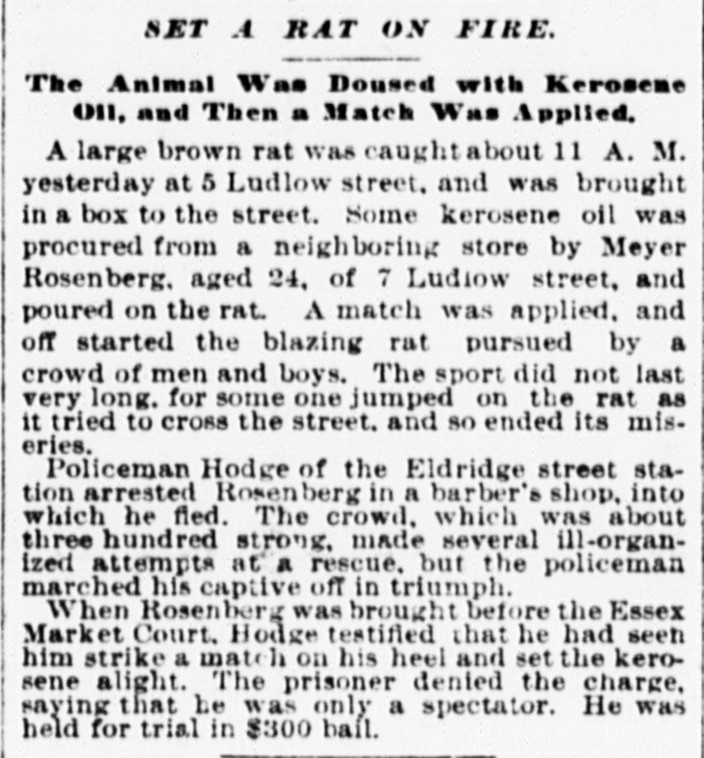 SET A RAT ON FIRE.
The Animal Was Doused with Kerosene
Oil, and Then a Match Was Applied.
A large brown rat was caught about 11 A. M.
yesterday at 5 Ludlow street, and was brought
in a box to the street. Some kerosene oil was
procured from a neighboring store by Meyer
Rosenberg, aged 24, of 7 Ludlow street, and
poured on the rat. A match was applied, and
off started the blazing rat pursued by a
crowd of men and boys. The sport did not last
very long, for some one jumped on the rat as
it tried to cross the street, and so ended its mis-
eries.
Policeman Hodge of the Eldridge street sta-
tion arrested Rosenberg in a barber's shop, into
which he fled. The crowd, which was about
three hundred strong, made several ill-organ-
ized attempts at a rescue, but the policeman
marched his captive off in triumph.
When Rosenberg was brought before the Essex
Market Court, Hodge testified that he had seen
him strike a match on his heel and set the kero-
sene alight. The prisoner denied the charge,
saying that he was only a spectator. He was
held for trial in $300 bail.